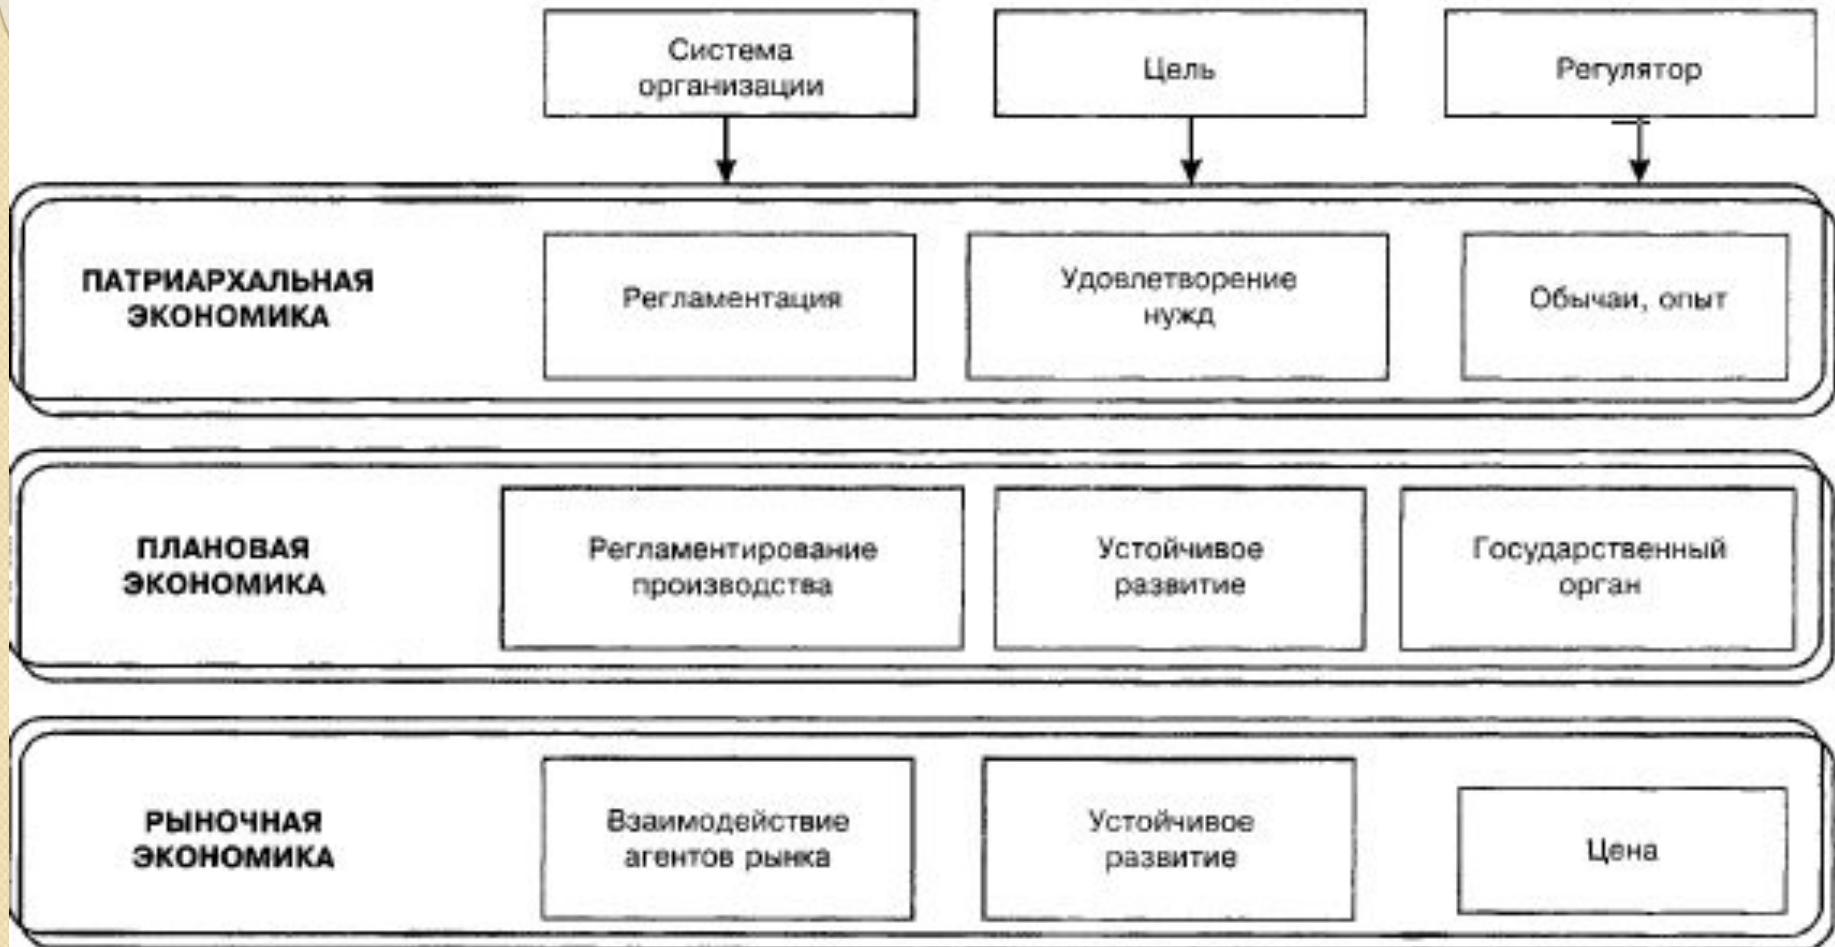 Система
организации
Цель
Регулятор
ПАТРИАРХАЛЬНАЯ
ЭКОНОМИКА
Регламентация
Удовлетворение
нужд
Обычаи, опыт
ПЛАНОВАЯ
ЭКОНОМИКА
Регламентирование
производства
Устойчивое
развитие
Государственный
орган
РЫНОЧНАЯ
ЭКОНОМИКА
Взаимодействие
агентов рынка
Устойчивое
развитие
Цена